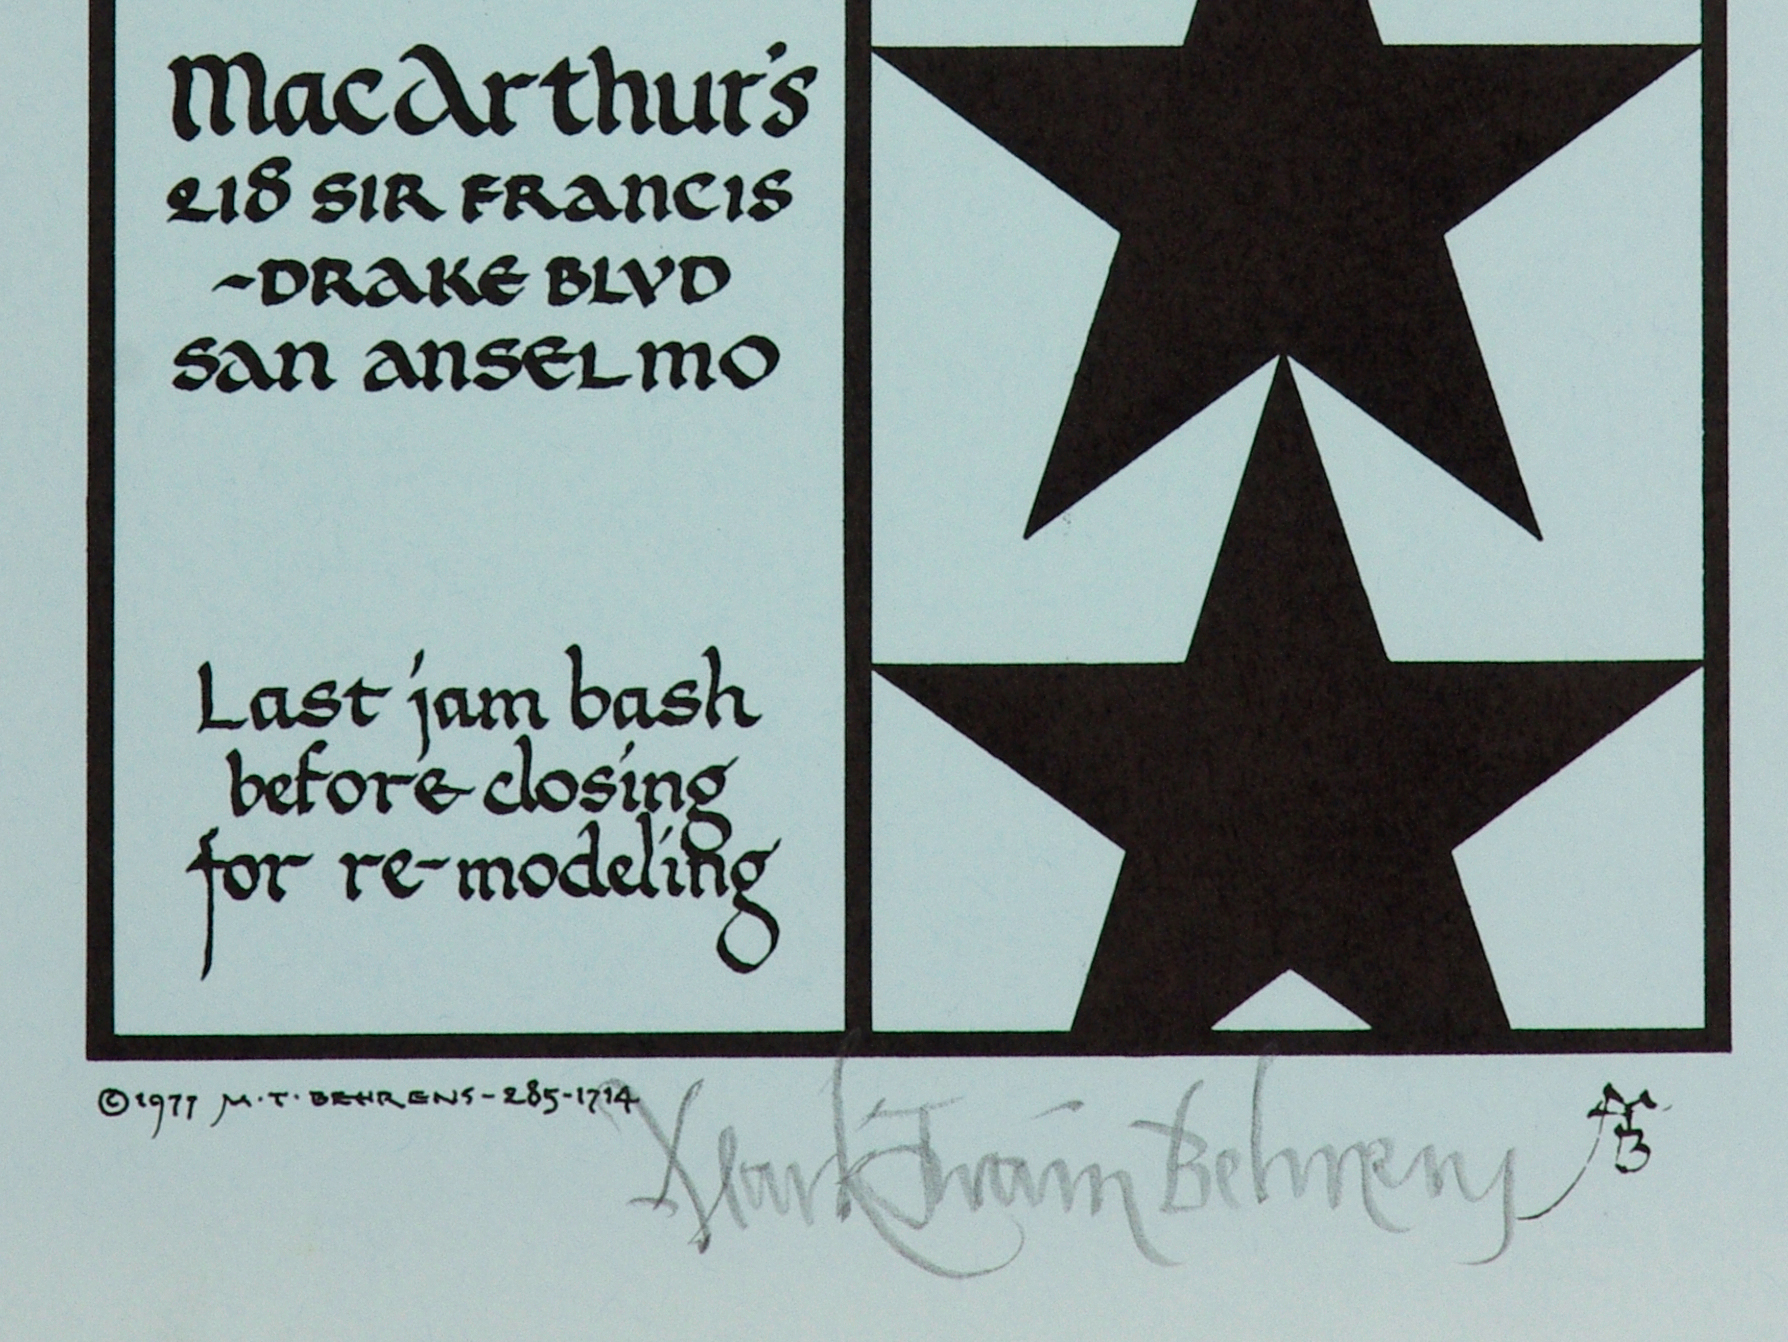 MacArthur's
218 SIR FRANCIS
-DRAKE BLVD
SAN ANSELMO
Last jam bash
before closing
for re-modeling
©1977 M.T. BEHRENS-285-1714
Mark Twain Behrens
MTB